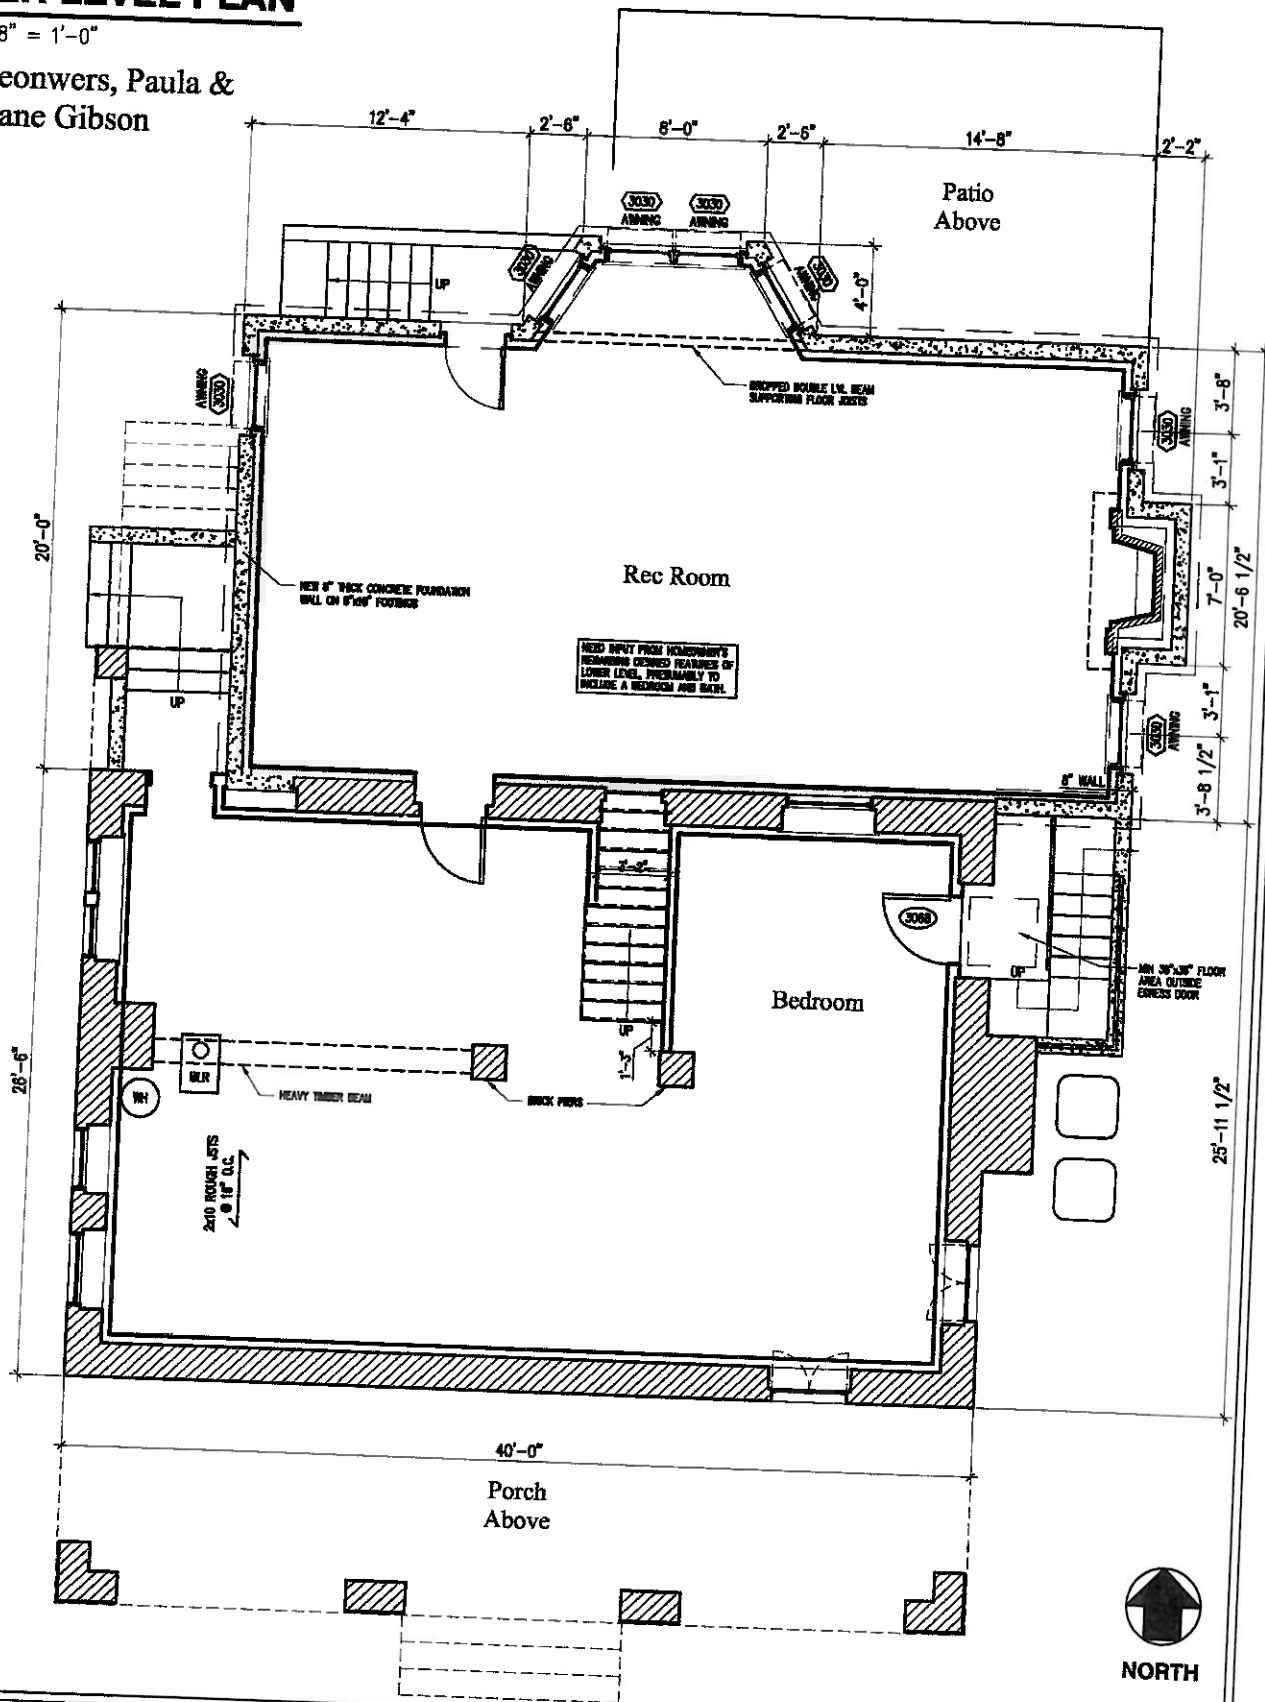 LEVEL PLAN
8" = 1'-0"
eonwers, Paula &
ane Gibson
12'-4"
2'-6"
8'-0"
2'-6"
14'-8"
2'-2"
Patio
Above
3030
AWNING
3030
AWNING
3030
AWNING
3030
AWNING
UP
4'-0"
3030
AWNING
DROPPED DOUBLE LVL BEAM
SUPPORTING FLOOR JOISTS
3'-8"
3030
AWNING
3'-1"
20'-0"
NEW 8" THICK CONCRETE FOUNDATION
WALL ON FOOTINGS
Rec Room
7'-0"
20'-6 1/2"
NEED INPUT FROM HOMEOWNER'S
REGARDING DESIRED FEATURES OF
LOWER LEVEL, PRESUMABLY TO
INCLUDE A BEDROOM AND BATH.
UP
3'-1"
3030
AWNING
8" WALL
3'-8 1/2"
3'-2"
3068
UP
MIN 36"x36" FLOOR
AREA OUTSIDE
EGRESS DOOR
Bedroom
UP
1'-3"
BLR
WH
HEAVY TIMBER BEAM
BRICK PIERS
26'-6"
25'-11 1/2"
2x10 ROUGH JSTS
@ O.C.
40'-0"
Porch
Above
NORTH